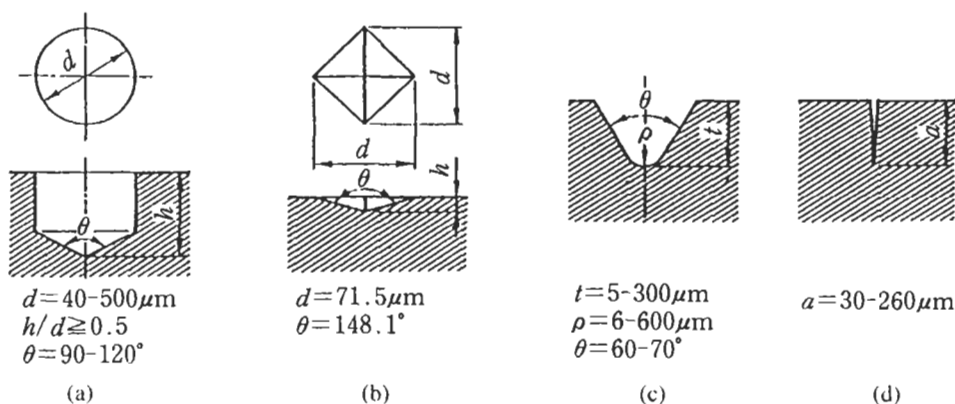 d
θ
h
d=40-500μm
h/d≧0.5
θ=90-120°
(a)
d
d
h
θ
d=71.5μm
θ=148.1°
(b)
θ
ρ
t
t=5-300μm
ρ=6-600μm
θ=60-70°
(c)
a
a=30-260μm
(d)